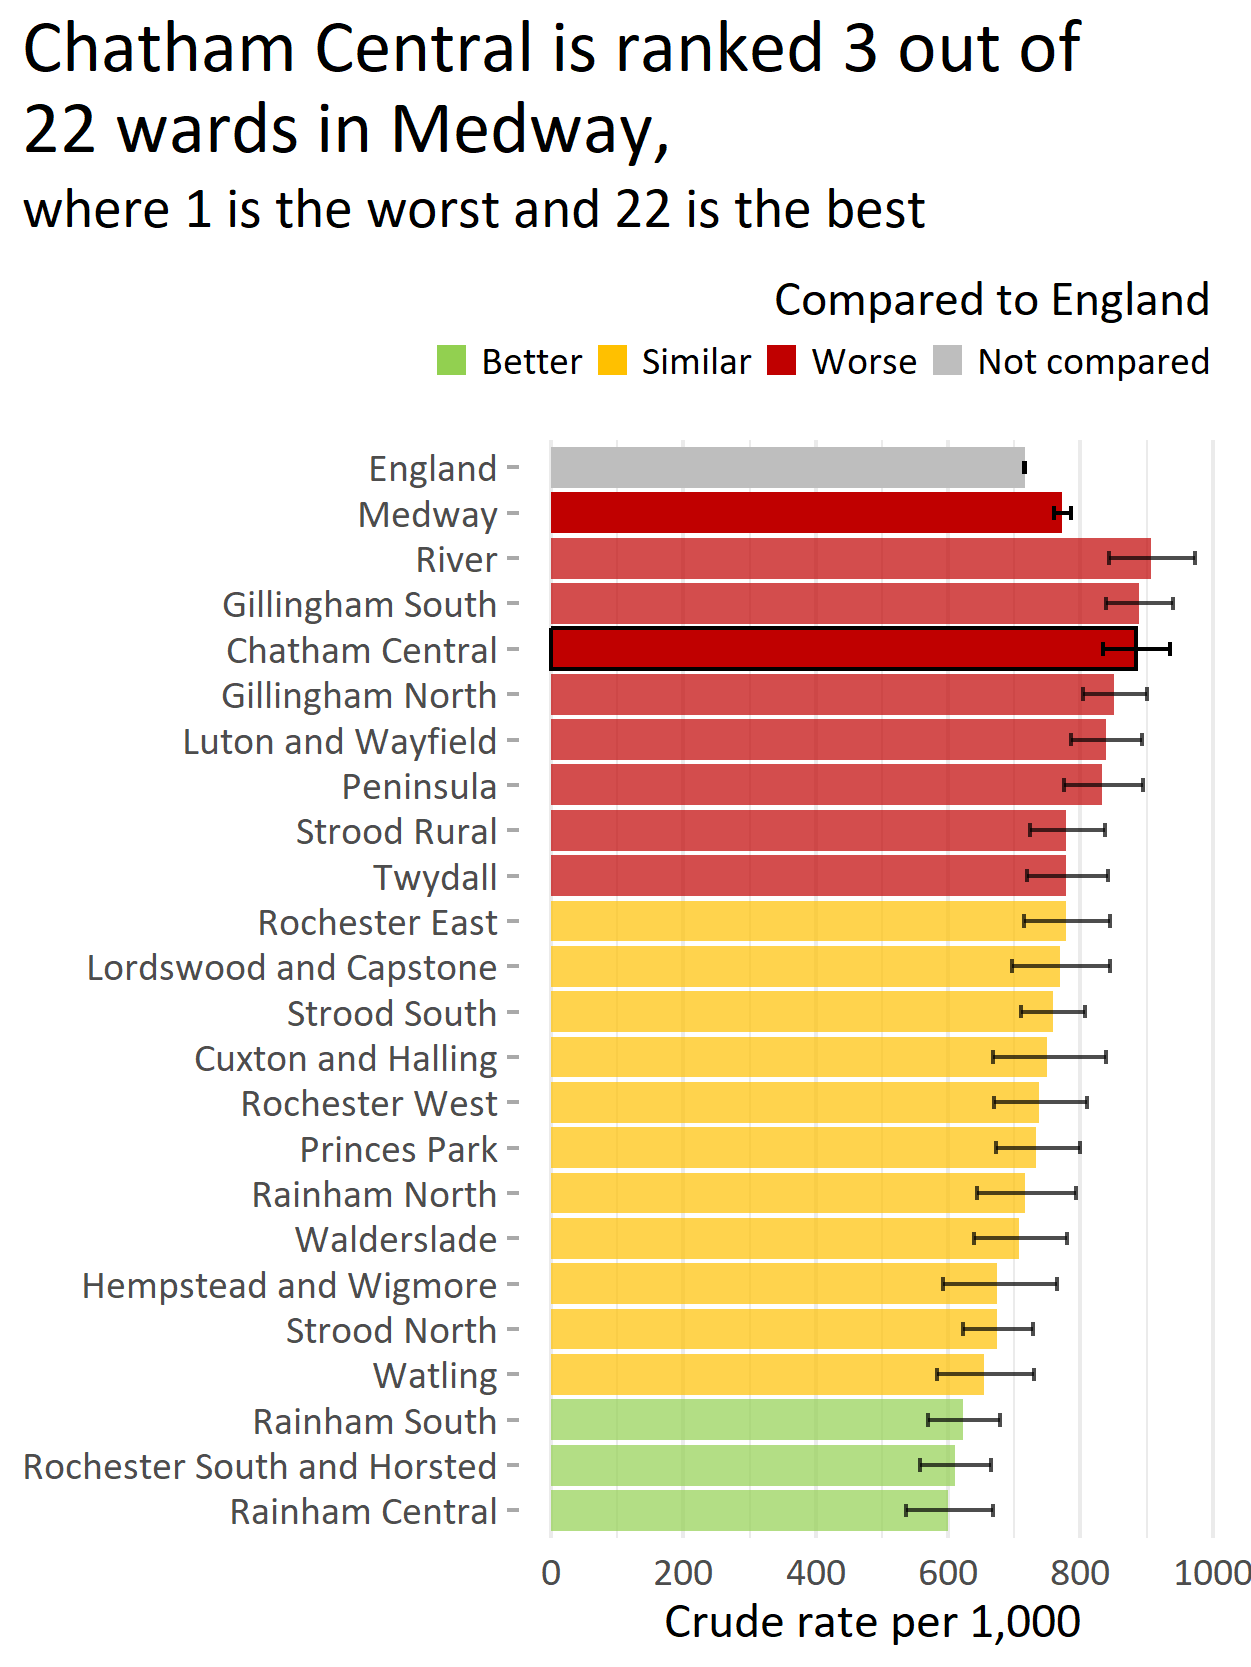 Chatham Central is ranked 3 out of
22 wards in Medway,
where 1 is the worst and 22 is the best
Compared to England
Better Similar Worse Not compared
England
Medway
River
Gillingham South
Chatham Central
Gillingham North
Luton and Wayfield
Peninsula
Strood Rural
Twydall
Rochester East
Lordswood and Capstone
Strood South
Cuxton and Halling
Rochester West
Princes Park
Rainham North
Walderslade
Hempstead and Wigmore
Strood North
Watling
Rainham South
Rochester South and Horsted
Rainham Central
0 200 400 600 800 1000
Crude rate per 1,000